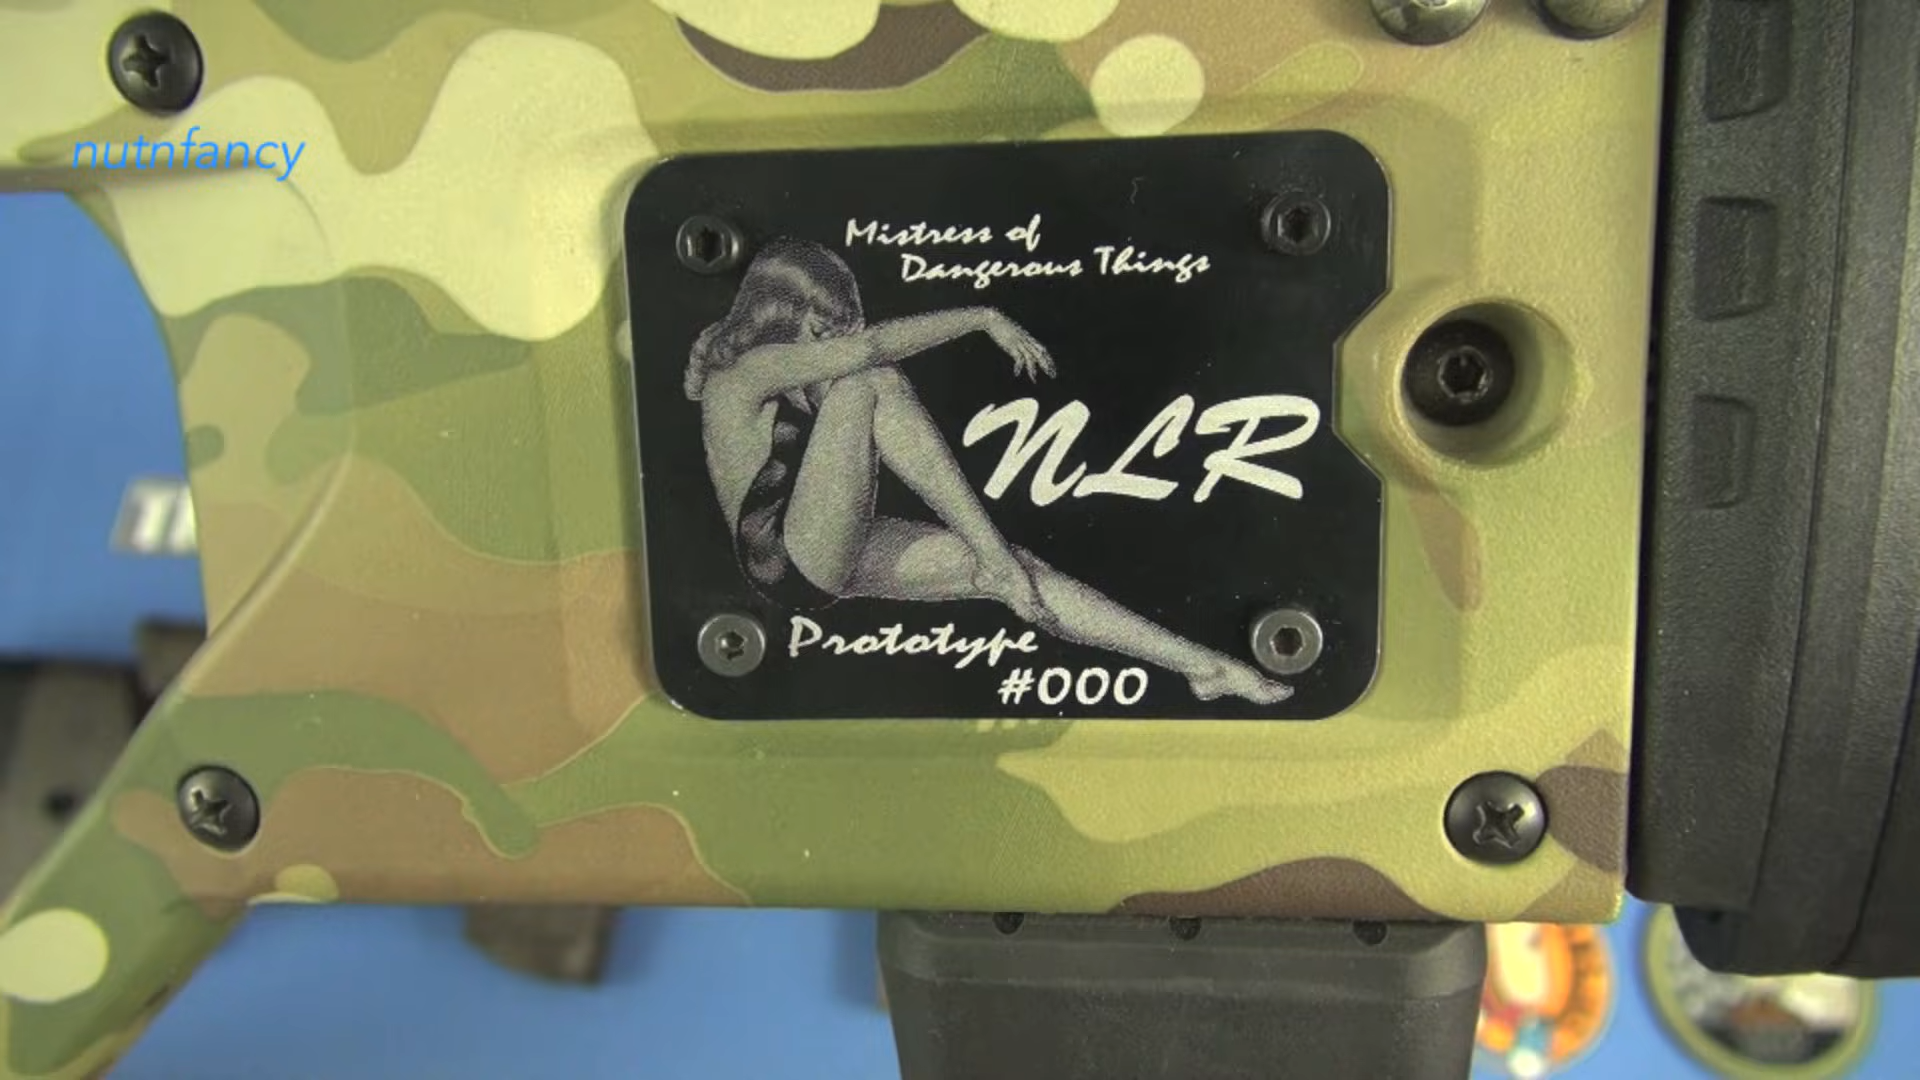 nutnfancy
Mistress of
Dangerous Things
NLR
Prototype
#000